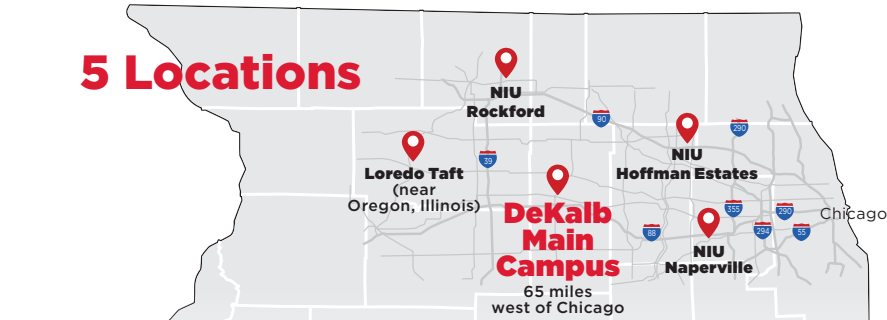 5 Locations
NIU
Rockford
90
NIU
Hoffman Estates
290
39
Loredo Taft
(near
Oregon, Illinois)
DeKalb
Main
Campus
65 miles
west of Chicago
88
NIU
Naperville
355
290
294
55
Chicago